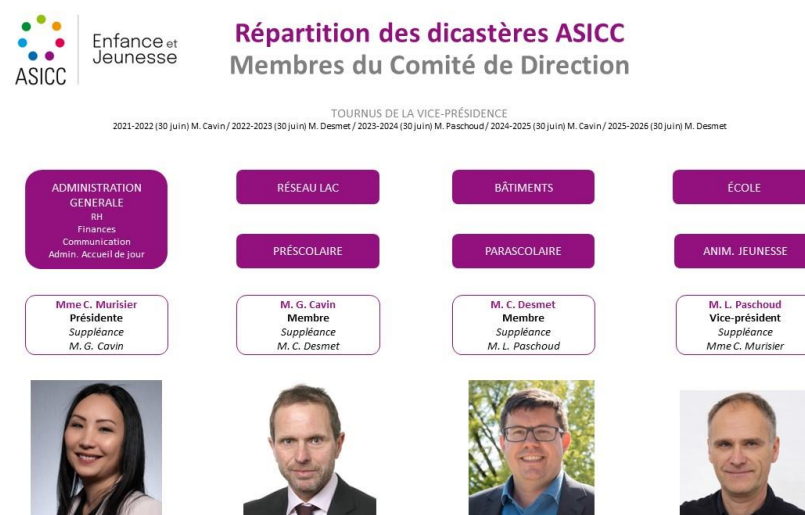 ASICC
Enfance et
Jeunesse
Répartition des dicastères ASICC
Membres du Comité de Direction
TOURNUS DE LA VICE-PRÉSIDENCE
2021-2022 (30 juin) M. Cavin / 2022-2023 (30 juin) M. Desmet / 2023-2024 (30 juin) M. Paschoud / 2024-2025 (30 juin) M. Cavin / 2025-2026 (30 juin) M. Desmet
ADMINISTRATION
GENERALE
RH
Finances
Communication
Admin. Accueil de jour
RÉSEAU LAC
BÂTIMENTS
ÉCOLE
PRÉSCOLAIRE
PARASCOLAIRE
ANIM. JEUNESSE
Mme C. Murisier
Présidente
Suppléance
M. G. Cavin
M. G. Cavin
Membre
Suppléance
M. C. Desmet
M. C. Desmet
Membre
Suppléance
M. L. Paschoud
M. L. Paschoud
Vice-président
Suppléance
Mme C. Murisier